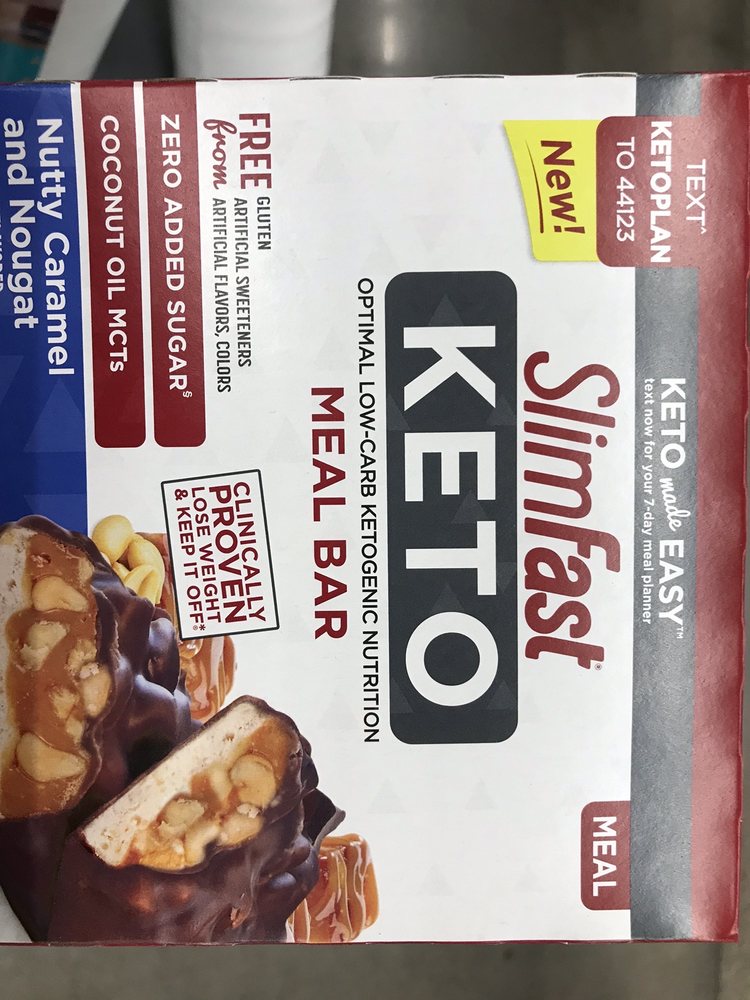 TEXT^
KETOPLAN
TO 44123
KETO made EASY™
text now for your 7-day meal planner
MEAL
New!
SlimFast®
KETO
OPTIMAL LOW-CARB KETOGENIC NUTRITION
MEAL BAR
FREE from
GLUTEN
ARTIFICIAL SWEETENERS
ARTIFICIAL FLAVORS, COLORS
ZERO ADDED SUGAR§
COCONUT OIL MCTs
CLINICALLY
PROVEN
LOSE WEIGHT
& KEEP IT OFF*®
Nutty Caramel
and Nougat